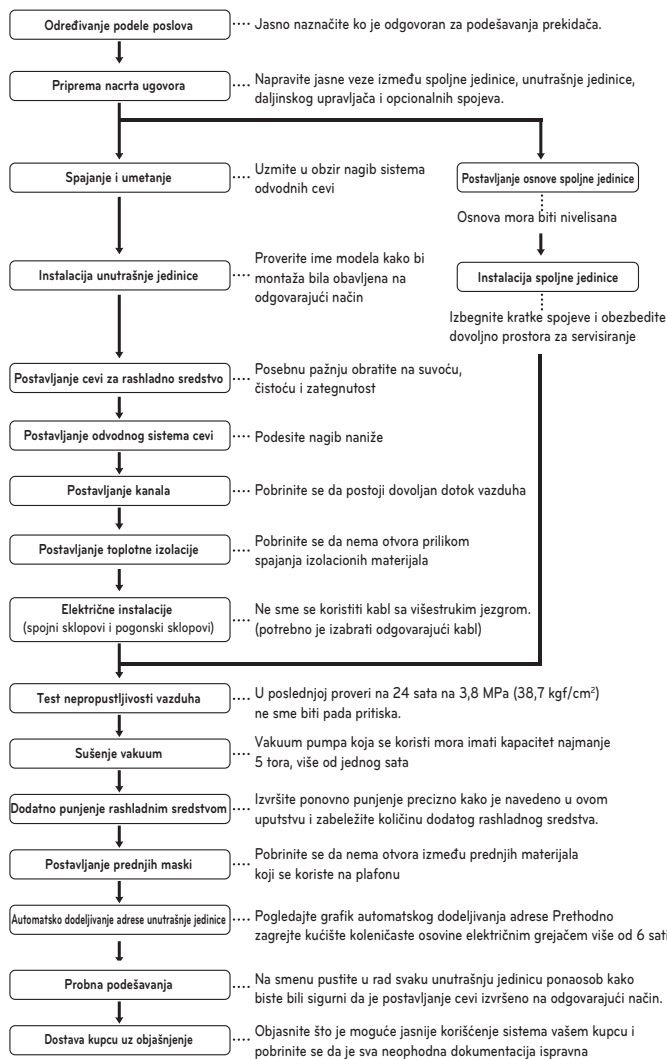 Određivanje podele poslova
Jasno naznačite ko je odgovoran za podešavanja prekidača.
Priprema nacrta ugovora
Napravite jasne veze između spoljne jedinice, unutrašnje jedinice,
daljinskog upravljača i opcionalnih spojeva.
Spajanje i umetanje
Uzmite u obzir nagib sistema
odvodnih cevi
Postavljanje osnove spoljne jedinice
Osnova mora biti nivelisana
Instalacija unutrašnje jedinice
Proverite ime modela kako bi
montaža bila obavljena na
odgovarajući način
Instalacija spoljne jedinice
Izbegnite kratke spojeve i obezbedite
dovoljno prostora za servisiranje
Postavljanje cevi za rashladno sredstvo
Posebnu pažnju obratite na suvoću,
čistoću i zategnutost
Postavljanje odvodnog sistema cevi
Podesite nagib naniže
Postavljanje kanala
Pobrinite se da postoji dovoljan dotok vazduha
Postavljanje toplotne izolacije
Pobrinite se da nema otvora prilikom
spajanja izolacionih materijala
Električne instalacije
(spojni sklopovi i pogonski sklopovi)
Ne sme se koristiti kabl sa višestrukim jezgrom.
(potrebno je izabrati odgovarajući kabl)
Test nepropustljivosti vazduha
U poslednjoj proveri na 24 sata na 3,8 MPa (38,7 kgf/cm²)
ne sme biti pada pritiska.
Sušenje vakuum
Vakuum pumpa koja se koristi mora imati kapacitet najmanje
5 tora, više od jednog sata
Dodatno punjenje rashladnim sredstvom
Izvršite ponovno punjenje precizno kako je navedeno u ovom
uputstvu i zabeležite količinu dodatog rashladnog sredstva.
Postavljanje prednjih maski
Pobrinite se da nema otvora između prednjih materijala
koji se koriste na plafonu
Automatsko dodeljivanje adrese unutrašnje jedinice
Pogledajte grafik automatskog dodeljivanja adrese Prethodno
zagrejte kućište koleničaste osovine električnim grejačem više od 6 sati
Probna podešavanja
Na smenu pustite u rad svaku unutrašnju jedinicu ponaosob kako
biste bili sigurni da je postavljanje cevi izvršeno na odgovarajući način.
Dostava kupcu uz objašnjenje
Objasnite što je moguće jasnije korišćenje sistema vašem kupcu i
pobrinite se da je sva neophodna dokumentacija ispravna